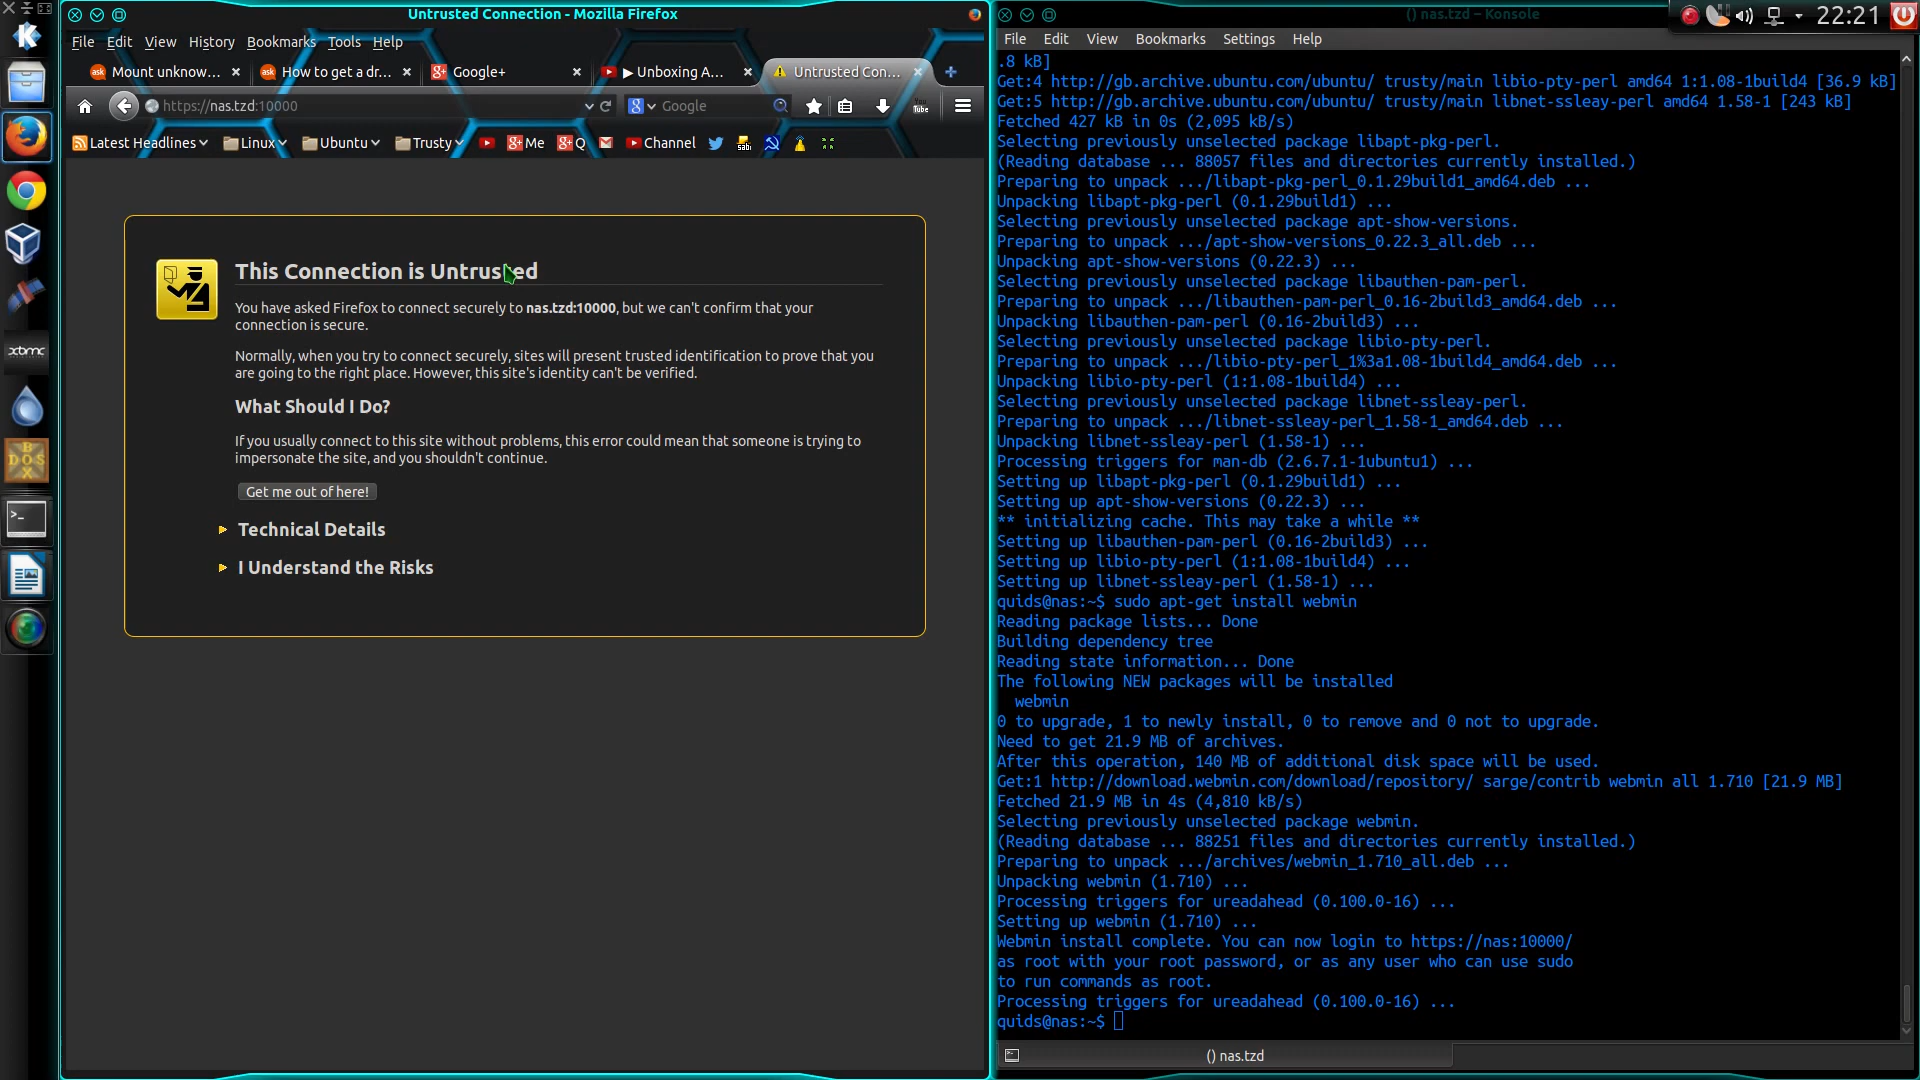 Untrusted Connection - Mozilla Firefox
File Edit View History Bookmarks Tools Help
Mount unknow...
How to get a dr...
Google+
▶ Unboxing A...
Untrusted Con...
https://nas.tzd:10000
Google
Latest Headlines
Linux
Ubuntu
Trusty
Me
Q
Channel
This Connection is Untrusted
You have asked Firefox to connect securely to nas.tzd:10000, but we can't confirm that your
connection is secure.
Normally, when you try to connect securely, sites will present trusted identification to prove that you
are going to the right place. However, this site's identity can't be verified.
What Should I Do?
If you usually connect to this site without problems, this error could mean that someone is trying to
impersonate the site, and you shouldn't continue.
Get me out of here!
Technical Details
I Understand the Risks
xbmc
DOS
BOX
() nas.tzd – Konsole
22:21
File Edit View Bookmarks Settings Help
.8 kB]
Get:4 http://gb.archive.ubuntu.com/ubuntu/ trusty/main libio-pty-perl amd64 1:1.08-1build4 [36.9 kB]
Get:5 http://gb.archive.ubuntu.com/ubuntu/ trusty/main libnet-ssleay-perl amd64 1.58-1 [243 kB]
Fetched 427 kB in 0s (2,095 kB/s)
Selecting previously unselected package libapt-pkg-perl.
(Reading database ... 88057 files and directories currently installed.)
Preparing to unpack .../libapt-pkg-perl_0.1.29build1_amd64.deb ...
Unpacking libapt-pkg-perl (0.1.29build1) ...
Selecting previously unselected package apt-show-versions.
Preparing to unpack .../apt-show-versions_0.22.3_all.deb ...
Unpacking apt-show-versions (0.22.3) ...
Selecting previously unselected package libauthen-pam-perl.
Preparing to unpack .../libauthen-pam-perl_0.16-2build3_amd64.deb ...
Unpacking libauthen-pam-perl (0.16-2build3) ...
Selecting previously unselected package libio-pty-perl.
Preparing to unpack .../libio-pty-perl_1%3a1.08-1build4_amd64.deb ...
Unpacking libio-pty-perl (1:1.08-1build4) ...
Selecting previously unselected package libnet-ssleay-perl.
Preparing to unpack .../libnet-ssleay-perl_1.58-1_amd64.deb ...
Unpacking libnet-ssleay-perl (1.58-1) ...
Processing triggers for man-db (2.6.7.1-1ubuntu1) ...
Setting up libapt-pkg-perl (0.1.29build1) ...
Setting up apt-show-versions (0.22.3) ...
** initializing cache. This may take a while **
Setting up libauthen-pam-perl (0.16-2build3) ...
Setting up libio-pty-perl (1:1.08-1build4) ...
Setting up libnet-ssleay-perl (1.58-1) ...
quids@nas:~$ sudo apt-get install webmin
Reading package lists... Done
Building dependency tree
Reading state information... Done
The following NEW packages will be installed
webmin
0 to upgrade, 1 to newly install, 0 to remove and 0 not to upgrade.
Need to get 21.9 MB of archives.
After this operation, 140 MB of additional disk space will be used.
Get:1 http://download.webmin.com/download/repository/ sarge/contrib webmin all 1.710 [21.9 MB]
Fetched 21.9 MB in 4s (4,810 kB/s)
Selecting previously unselected package webmin.
(Reading database ... 88251 files and directories currently installed.)
Preparing to unpack .../archives/webmin_1.710_all.deb ...
Unpacking webmin (1.710) ...
Processing triggers for ureadahead (0.100.0-16) ...
Setting up webmin (1.710) ...
Webmin install complete. You can now login to https://nas:10000/
as root with your root password, or as any user who can use sudo
to run commands as root.
Processing triggers for ureadahead (0.100.0-16) ...
quids@nas:~$
() nas.tzd